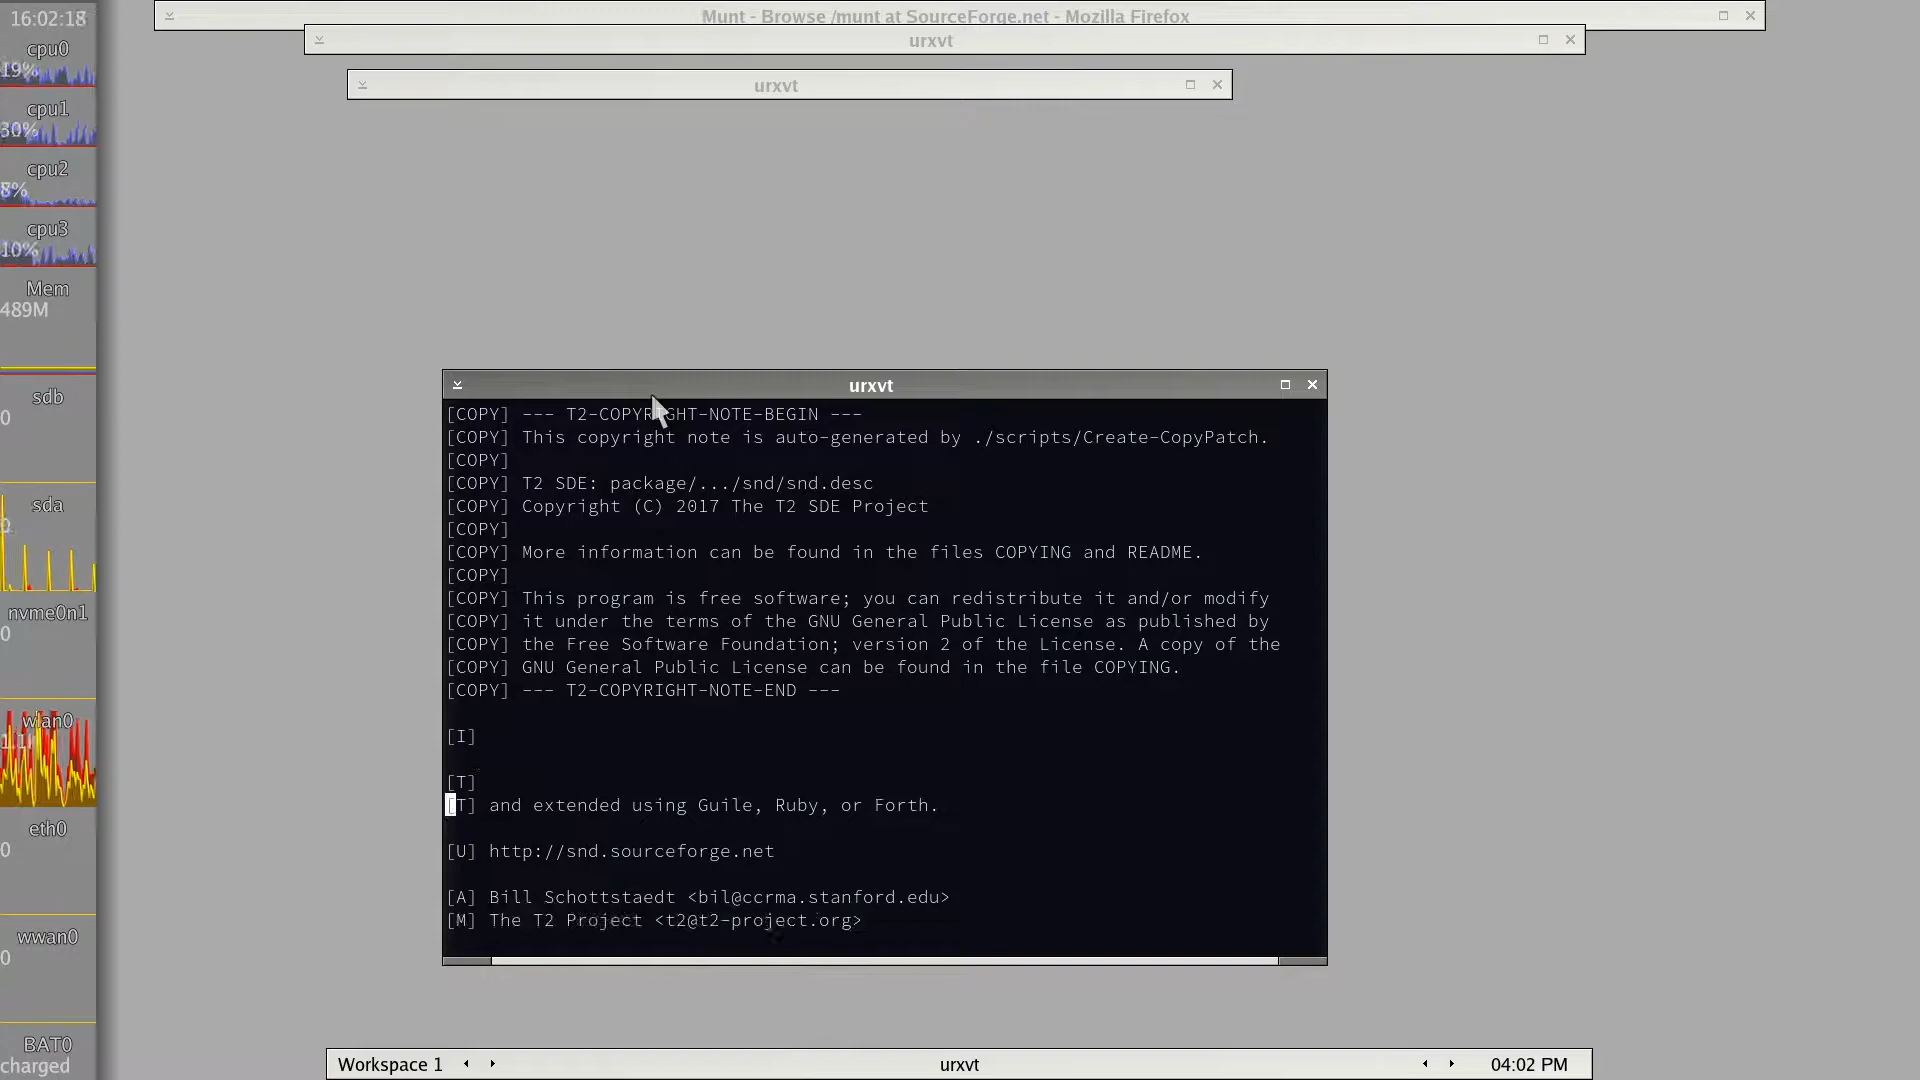 16:02:18
cpu0
19%
cpu1
30%
cpu2
8%
cpu3
10%
Mem
489M
sdb
0
sda
nvme0n1
0
wlan0
eth0
0
wwan0
0
BAT0
charged
Munt - Browse /munt at SourceForge.net - Mozilla Firefox
urxvt
urxvt
urxvt
[COPY] --- T2-COPYRIGHT-NOTE-BEGIN ---
[COPY] This copyright note is auto-generated by ./scripts/Create-CopyPatch.
[COPY]
[COPY] T2 SDE: package/.../snd/snd.desc
[COPY] Copyright (C) 2017 The T2 SDE Project
[COPY]
[COPY] More information can be found in the files COPYING and README.
[COPY]
[COPY] This program is free software; you can redistribute it and/or modify
[COPY] it under the terms of the GNU General Public License as published by
[COPY] the Free Software Foundation; version 2 of the License. A copy of the
[COPY] GNU General Public License can be found in the file COPYING.
[COPY] --- T2-COPYRIGHT-NOTE-END ---
[I]
[T]
[T] and extended using Guile, Ruby, or Forth.
[U] http://snd.sourceforge.net
[A] Bill Schottstaedt <bil@ccrma.stanford.edu>
[M] The T2 Project <t2@t2-project.org>
Workspace 1
urxvt
04:02 PM